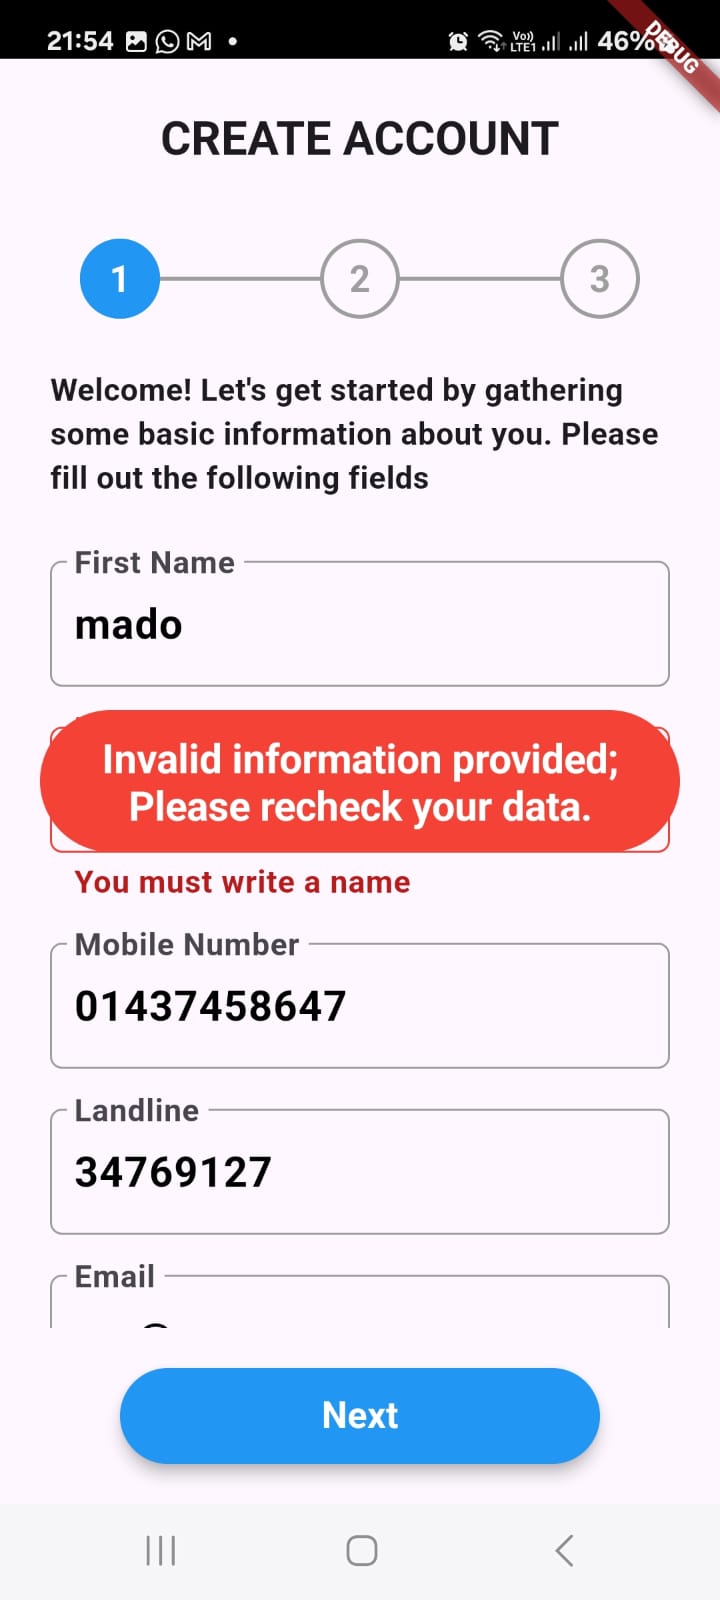 21:54
Vo))
LTE1
46%
DEBUG
CREATE ACCOUNT
1
2
3
Welcome! Let's get started by gathering
some basic information about you. Please
fill out the following fields
First Name
mado
Invalid information provided;
Please recheck your data.
You must write a name
Mobile Number
01437458647
Landline
34769127
Email
Next